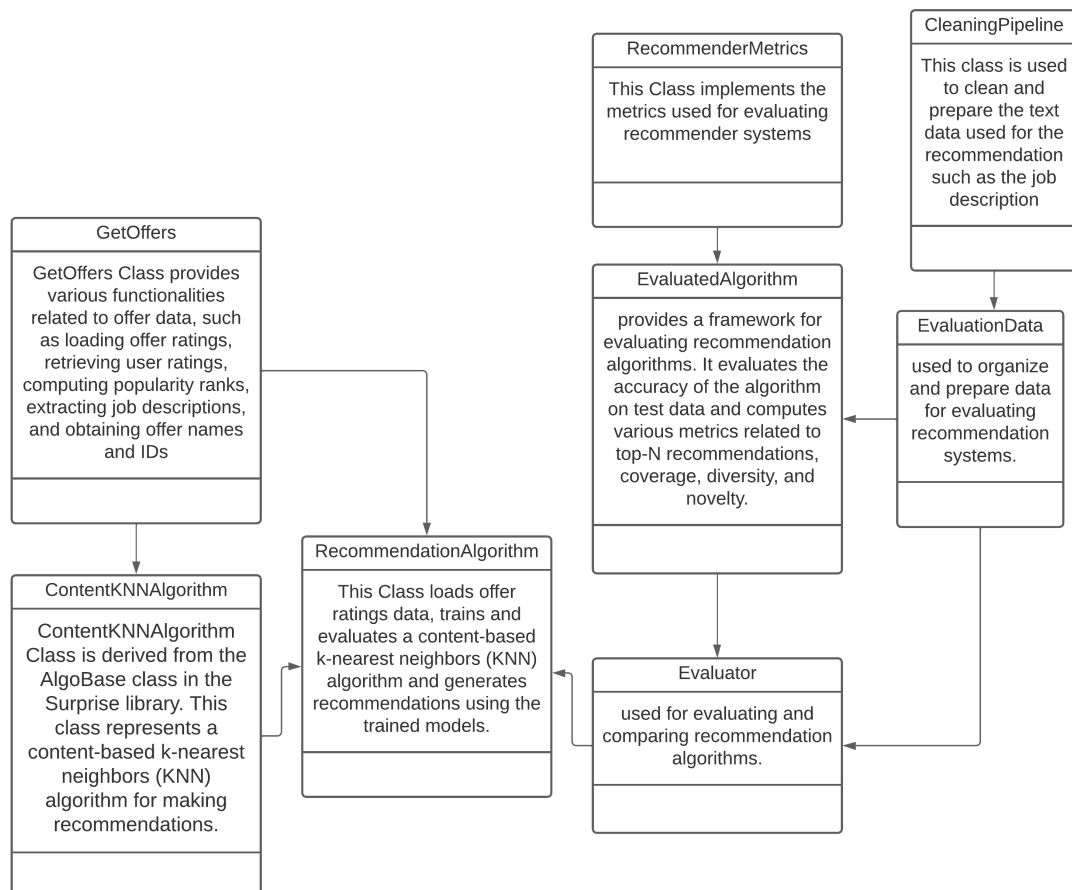 CleaningPipeline
This class is used
to clean and
prepare the text
data used for the
recommendation
such as the job
description
RecommenderMetrics
This Class implements the
metrics used for evaluating
recommender systems
GetOffers
GetOffers Class provides
various functionalities
related to offer data, such
as loading offer ratings,
retrieving user ratings,
computing popularity ranks,
extracting job descriptions,
and obtaining offer names
and IDs
EvaluatedAlgorithm
provides a framework for
evaluating recommendation
algorithms. It evaluates the
accuracy of the algorithm
on test data and computes
various metrics related to
top-N recommendations,
coverage, diversity, and
novelty.
EvaluationData
used to organize
and prepare data
for evaluating
recommendation
systems.
RecommendationAlgorithm
This Class loads offer
ratings data, trains and
evaluates a content-based
k-nearest neighbors (KNN)
algorithm and generates
recommendations using the
trained models.
ContentKNNAlgorithm
ContentKNNAlgorithm
Class is derived from the
AlgoBase class in the
Surprise library. This
class represents a
content-based k-nearest
neighbors (KNN)
algorithm for making
recommendations.
Evaluator
used for evaluating and
comparing recommendation
algorithms.